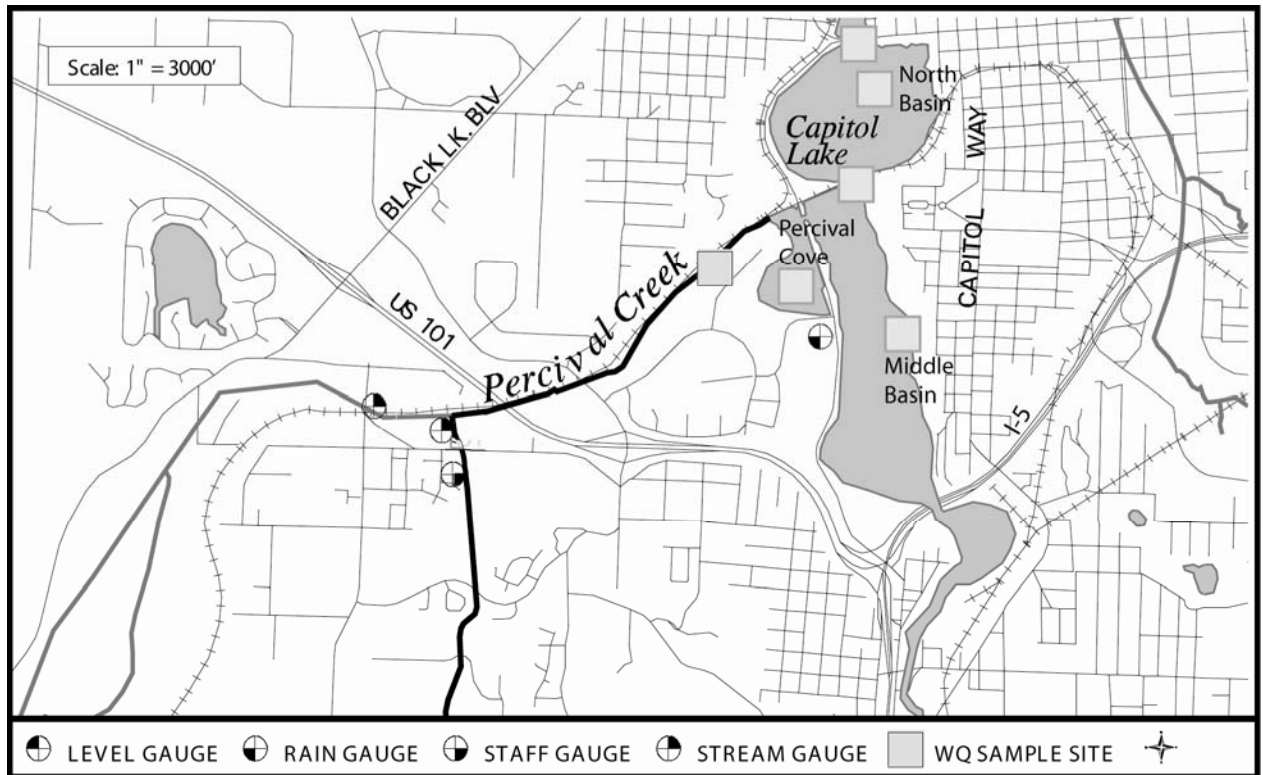 Scale: 1" = 3000'
BLACK LK. BLV
North
Basin
Capitol
Lake
CAPITOL WAY
Percival
Cove
US 101
Percival Creek
Middle
Basin
I-5
LEVEL GAUGE
RAIN GAUGE
STAFF GAUGE
STREAM GAUGE
WQ SAMPLE SITE